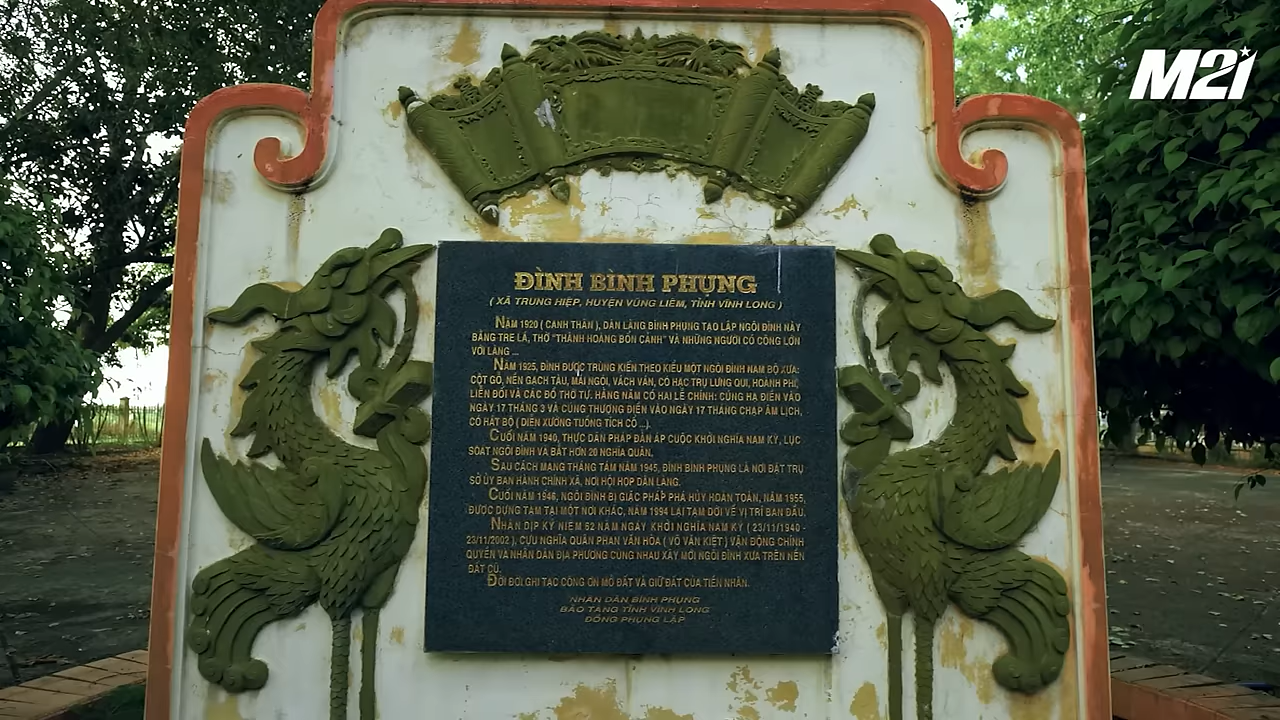 M21
ĐÌNH BÌNH PHỤNG
( XÃ TRUNG HIỆP, HUYỆN VŨNG LIÊM, TỈNH VĨNH LONG )
NĂM 1920 ( CANH THÂN ), DÂN LÀNG BÌNH PHỤNG TẠO LẬP NGÔI ĐÌNH NÀY
BẰNG TRE LÁ, THỜ "THÀNH HOÀNG BỔN CẢNH" VÀ NHỮNG NGƯỜI CÓ CÔNG LỚN
VỚI LÀNG ...
NĂM 1925, ĐÌNH ĐƯỢC TRÙNG KIẾN THEO KIỂU MỘT NGÔI ĐÌNH NAM BỘ XƯA:
CỘT GỖ, NỀN GẠCH TÀU, MÁI NGÓI, VÁCH VÁN, CÓ HẠC TRỤ LƯNG QUI, HOÀNH PHI,
LIỄN ĐỐI VÀ CÁC ĐỒ THỜ TỰ. HÀNG NĂM CÓ HAI LỄ CHÍNH: CÚNG HẠ ĐIỀN VÀO
NGÀY 17 THÁNG 3 VÀ CÚNG THƯỢNG ĐIỀN VÀO NGÀY 17 THÁNG CHẠP ÂM LỊCH,
CÓ HÁT BỘ ( DIỄN XƯỚNG TUỒNG TÍCH CỔ ...).
CUỐI NĂM 1940, THỰC DÂN PHÁP ĐÀN ÁP CUỘC KHỞI NGHĨA NAM KỲ, LỤC
SOÁT NGÔI ĐÌNH VÀ BẮT HƠN 20 NGHĨA QUÂN.
SAU CÁCH MẠNG THÁNG TÁM NĂM 1945, ĐÌNH BÌNH PHỤNG LÀ NƠI ĐẶT TRỤ
SỞ ỦY BAN HÀNH CHÍNH XÃ, NƠI HỘI HỌP DÂN LÀNG.
CUỐI NĂM 1946, NGÔI ĐÌNH BỊ GIẶC PHÁP PHÁ HỦY HOÀN TOÀN, NĂM 1955,
ĐƯỢC DỰNG TẠM TẠI MỘT NƠI KHÁC, NĂM 1994 LẠI TẠM DỜI VỀ VỊ TRÍ BAN ĐẦU.
NHÂN DỊP KỶ NIỆM 62 NĂM NGÀY KHỞI NGHĨA NAM KỲ ( 23/11/1940 -
23/11/2002 ), CỰU NGHĨA QUÂN PHAN VĂN HÒA ( VÕ VĂN KIỆT ) VẬN ĐỘNG CHÍNH
QUYỀN VÀ NHÂN DÂN ĐỊA PHƯƠNG CÙNG NHAU XÂY MỚI NGÔI ĐÌNH XƯA TRÊN NỀN
ĐẤT CŨ.
ĐỜI ĐỜI GHI TẠC CÔNG ƠN MỞ ĐẤT VÀ GIỮ ĐẤT CỦA TIỀN NHÂN.
NHÂN DÂN BÌNH PHỤNG
BẢO TÀNG TỈNH VĨNH LONG
ĐỒNG PHỤNG LẬP